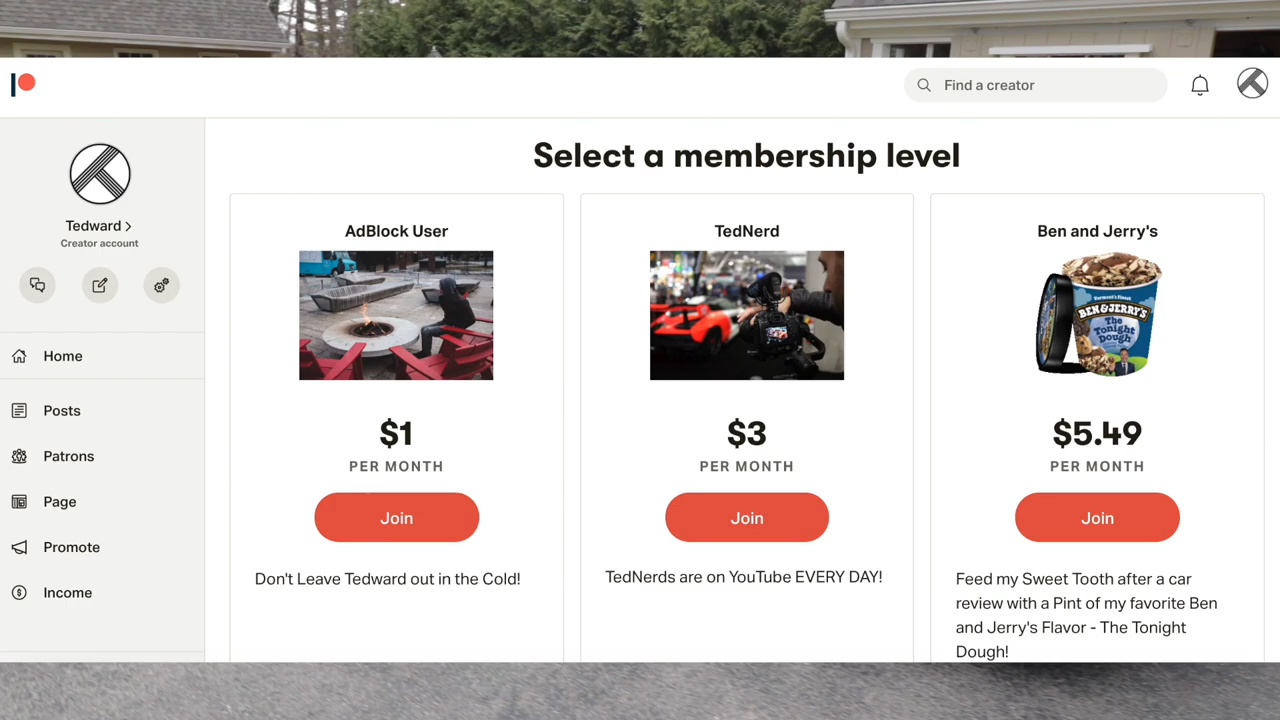 Find a creator
Tedward >
Creator account
Home
Posts
Patrons
Page
Promote
Income
Select a membership level
AdBlock User
$1
PER MONTH
Join
Don't Leave Tedward out in the Cold!
TedNerd
$3
PER MONTH
Join
TedNerds are on YouTube EVERY DAY!
Ben and Jerry's
Vermont's Finest
BEN & JERRY'S
The
Tonight
Dough
$5.49
PER MONTH
Join
Feed my Sweet Tooth after a car
review with a Pint of my favorite Ben
and Jerry's Flavor - The Tonight
Dough!